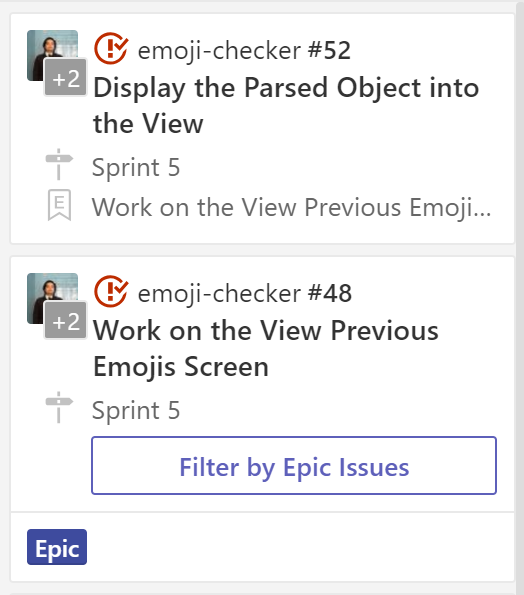 emoji-checker #52
+2
Display the Parsed Object into
the View
Sprint 5
E
Work on the View Previous Emoji...
emoji-checker #48
+2
Work on the View Previous
Emojis Screen
Sprint 5
Filter by Epic Issues
Epic